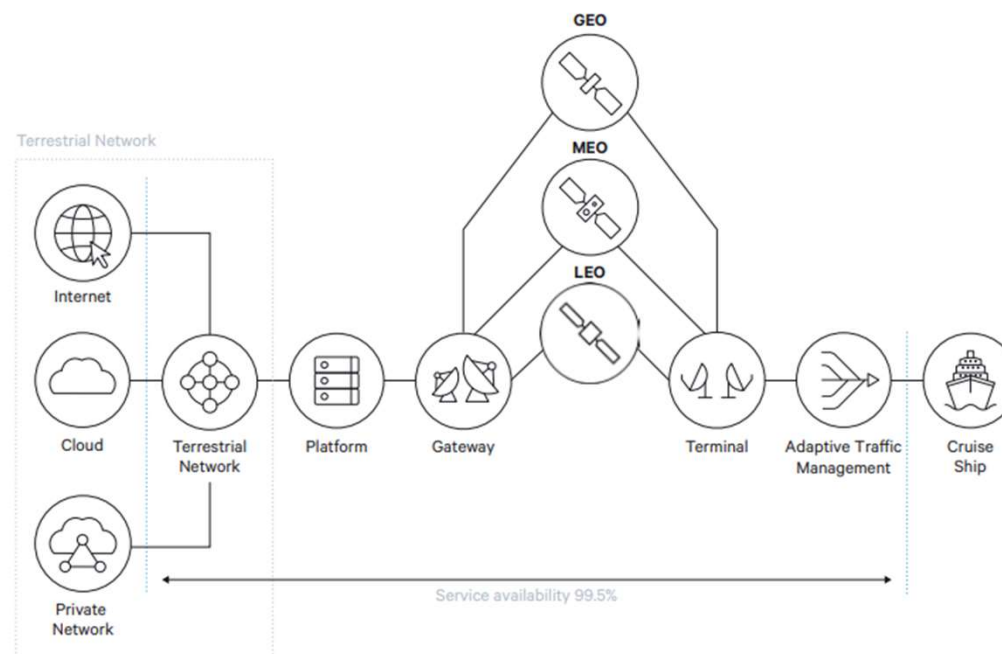 GEO
Terrestrial Network
MEO
LEO
Internet
Cloud
Terrestrial
Network
Platform
Gateway
Terminal
Adaptive Traffic
Management
Cruise
Ship
Service availability 99.5%
Private
Network